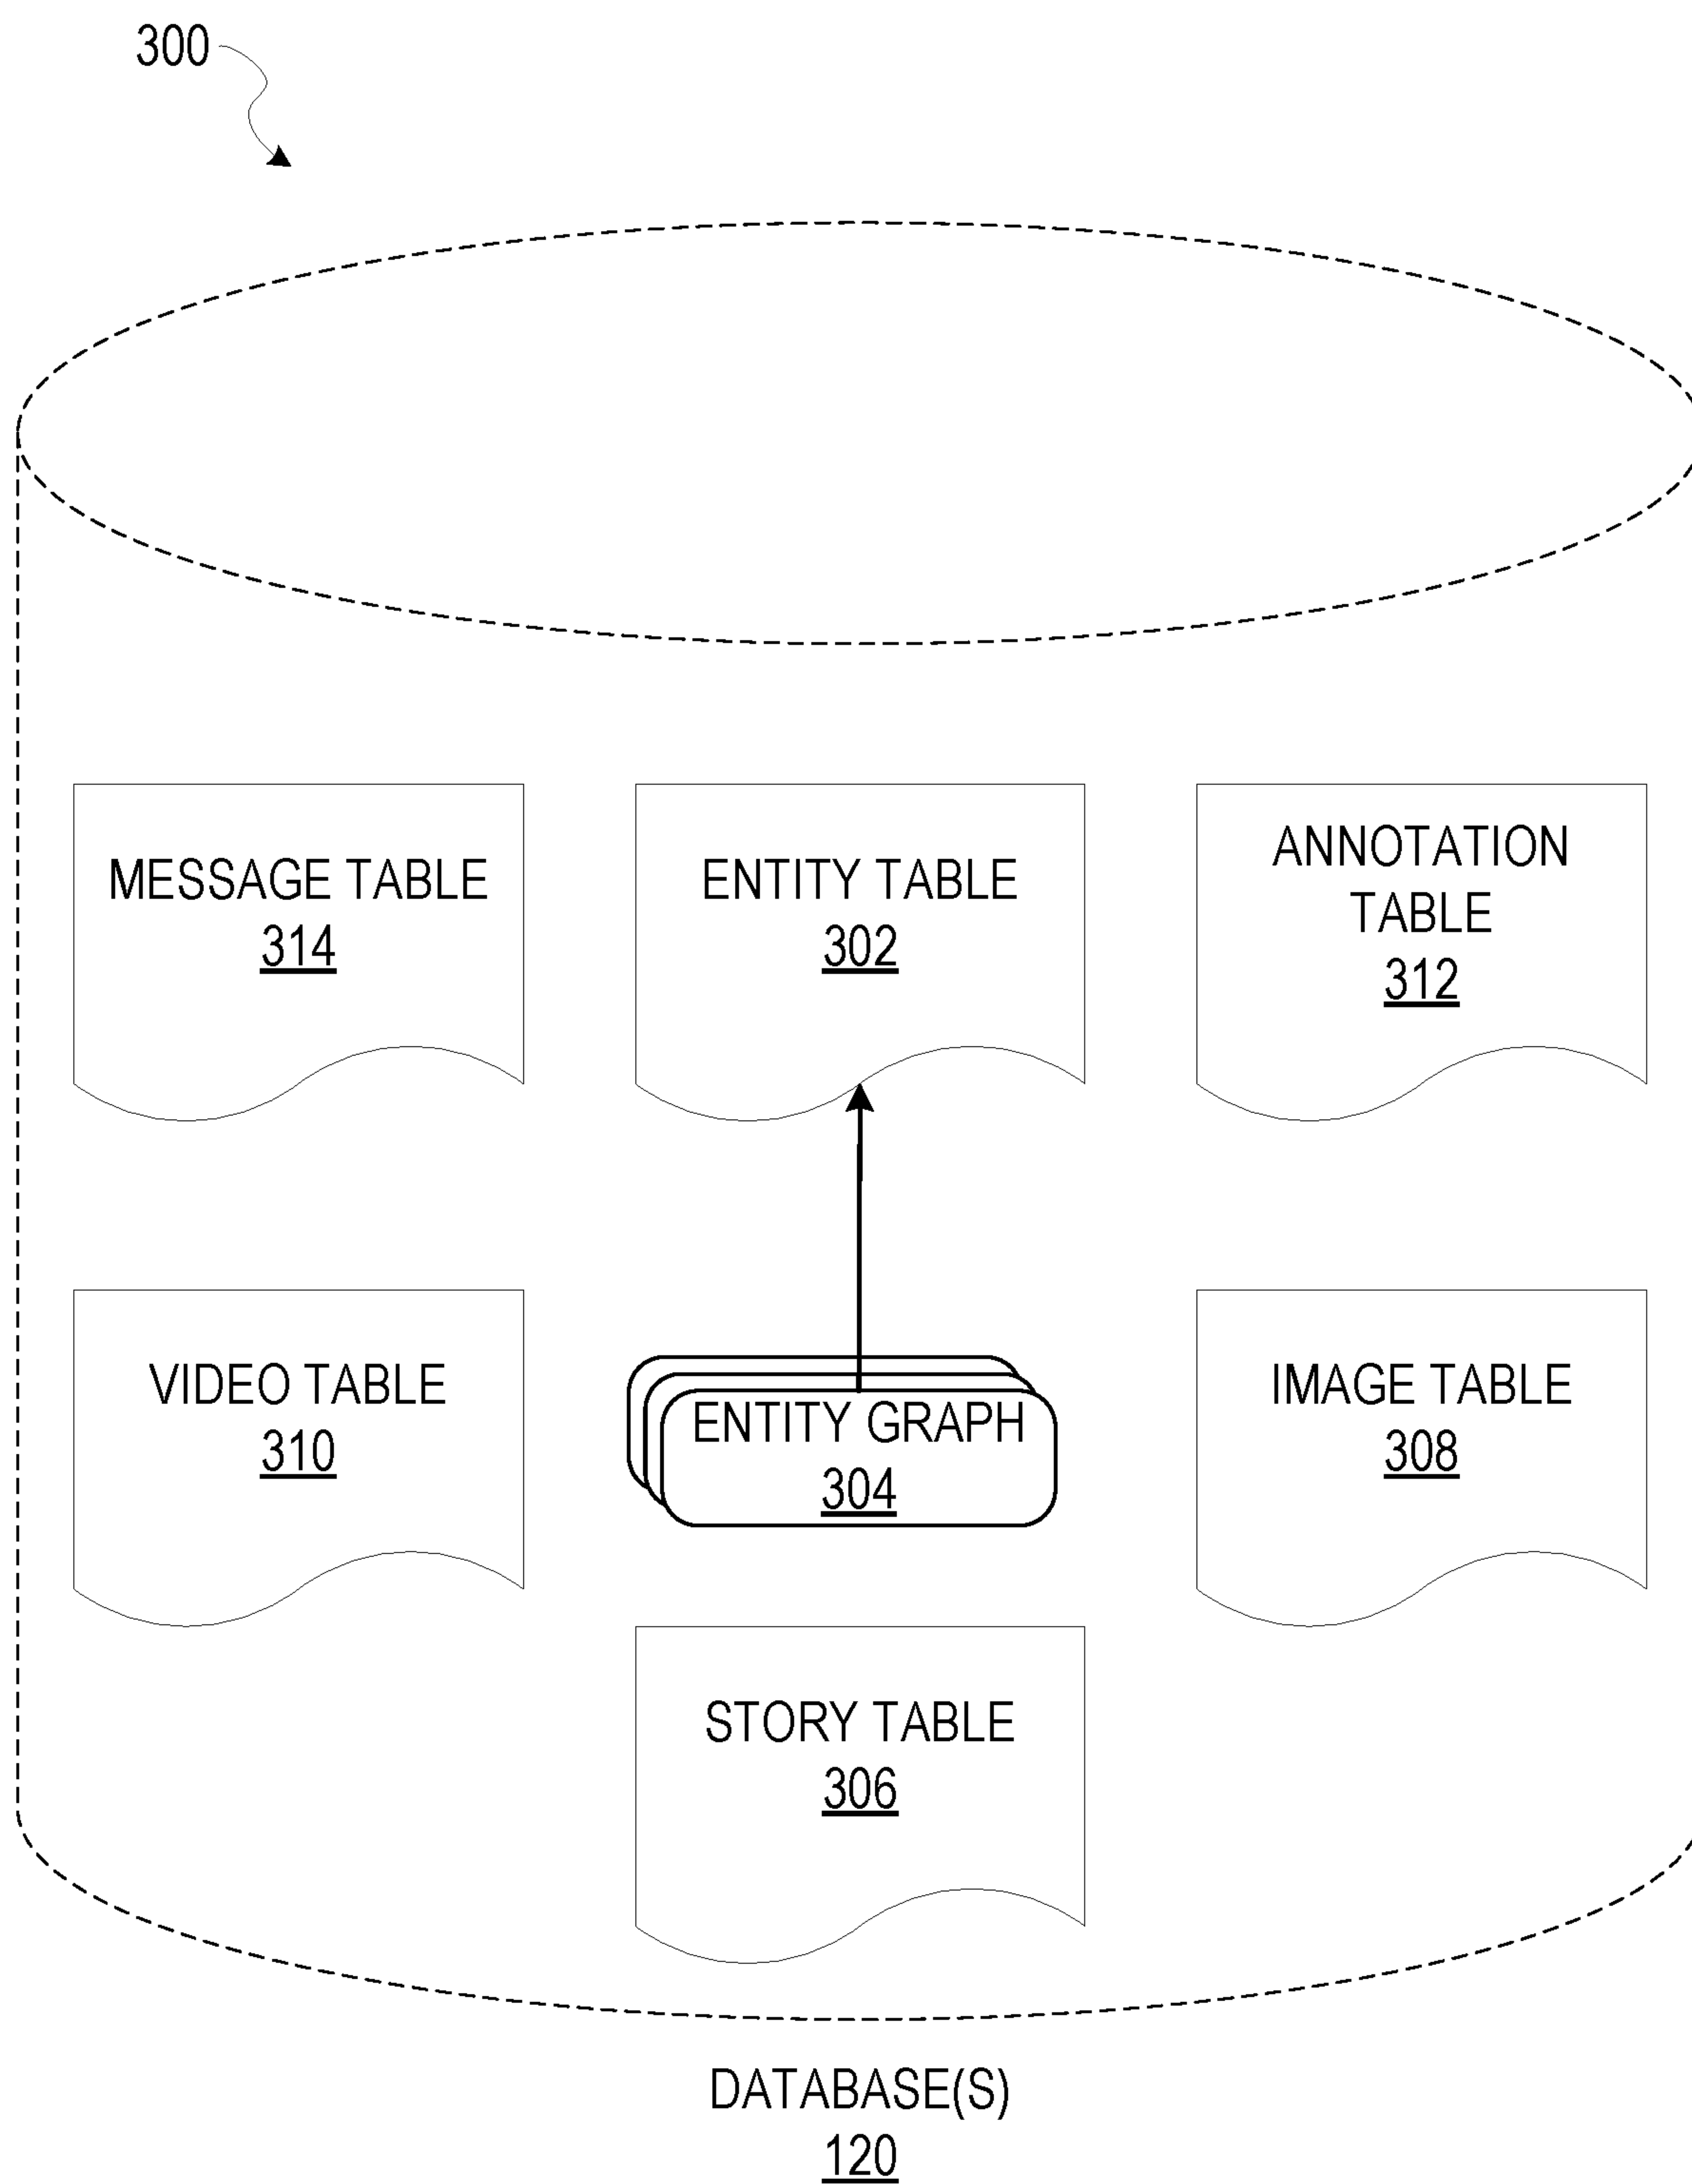 300
MESSAGE TABLE
314
ENTITY TABLE
302
ANNOTATION
TABLE
312
VIDEO TABLE
310
ENTITY GRAPH
304
IMAGE TABLE
308
STORY TABLE
306
DATABASE(S)
120